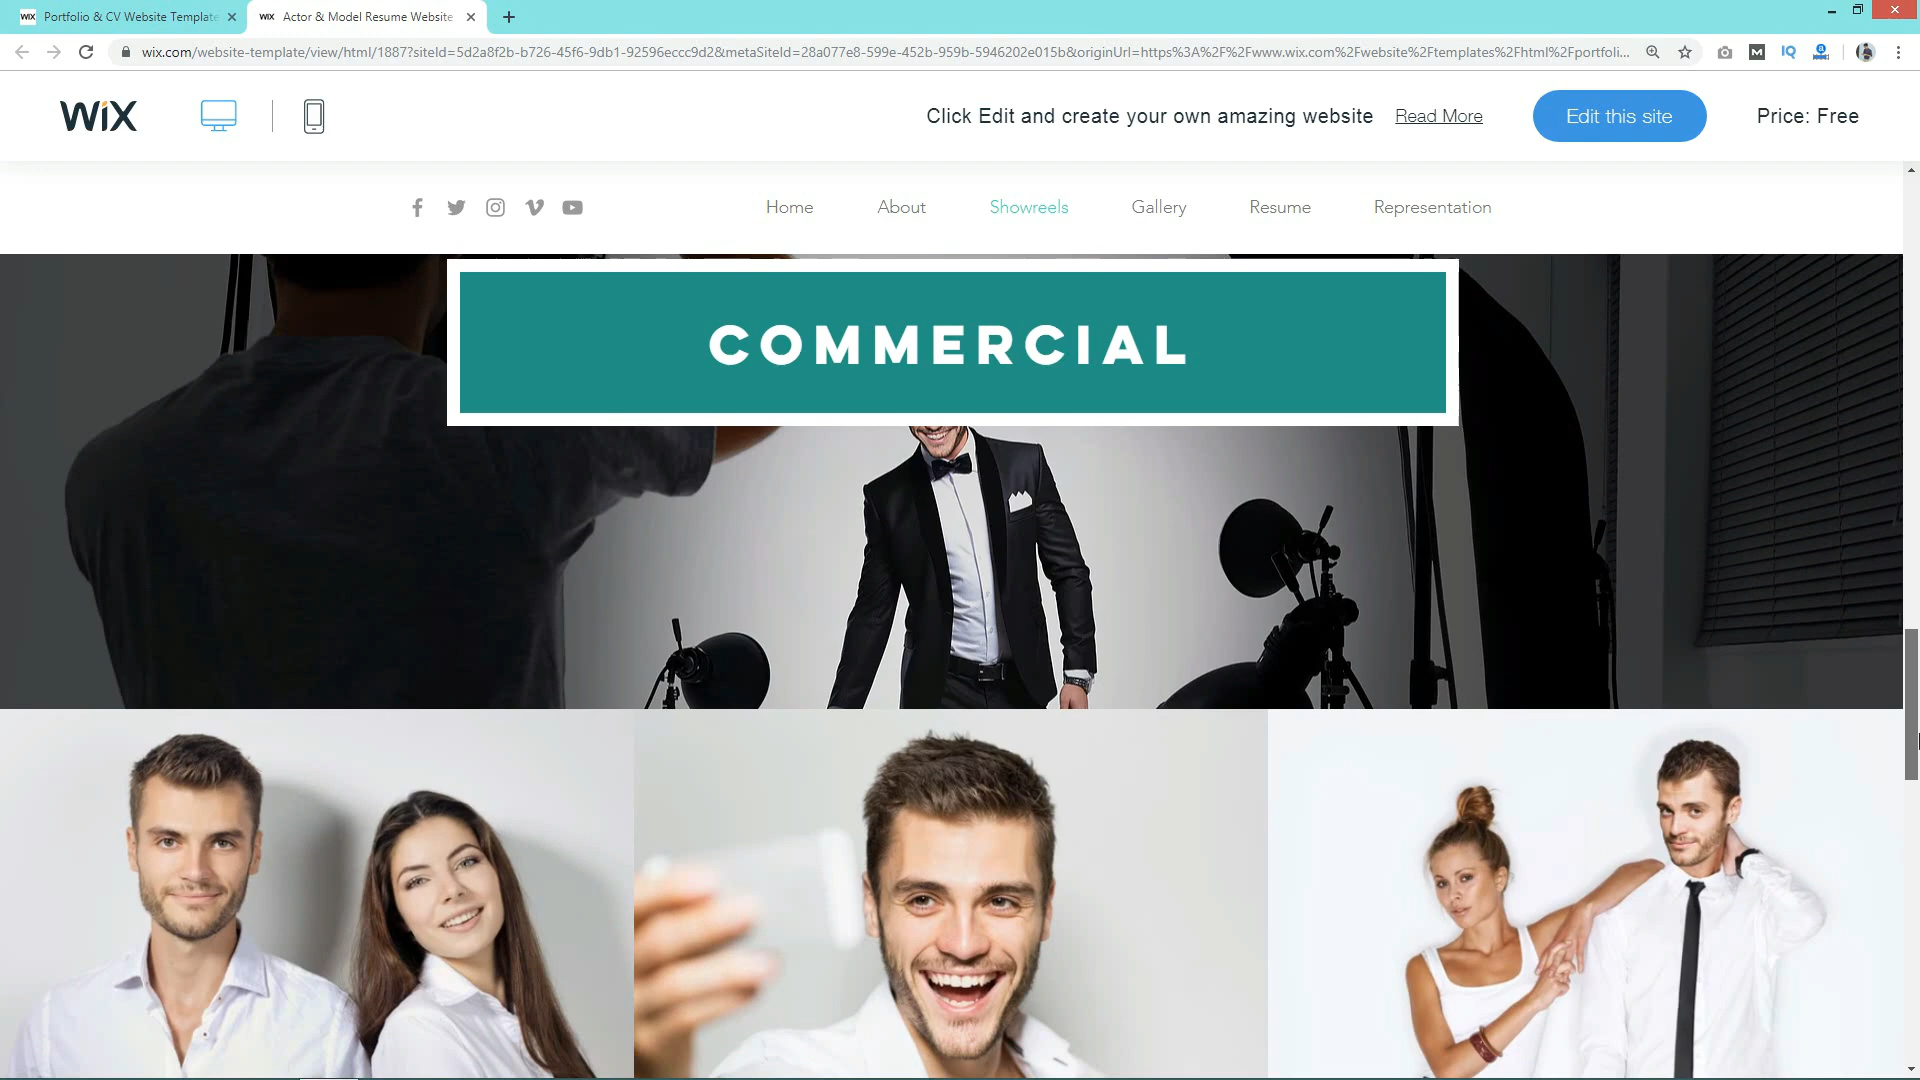 WiX Portfolio & CV Website Template
WiX Actor & Model Resume Website
wix.com/website-template/view/html/1887?siteId=5d2a8f2b-b726-45f6-9db1-92596eccc9d2&metaSiteId=28a077e8-599e-452b-959b-5946202e015b&originUrl=https%3A%2F%2Fwww.wix.com%2Fwebsite%2Ftemplates%2Fhtml%2Fportfoli...
M
IQ
WiX
Click Edit and create your own amazing website
Read More
Edit this site
Price: Free
Home
About
Showreels
Gallery
Resume
Representation
COMMERCIAL